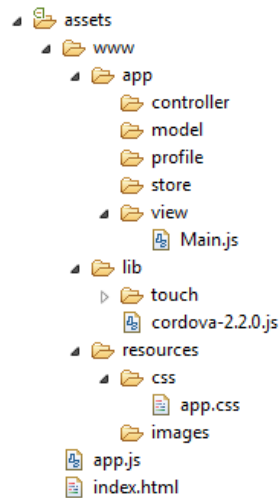 assets
www
app
controller
model
profile
store
view
Main.js
lib
touch
cordova-2.2.0.js
resources
css
app.css
images
app.js
index.html